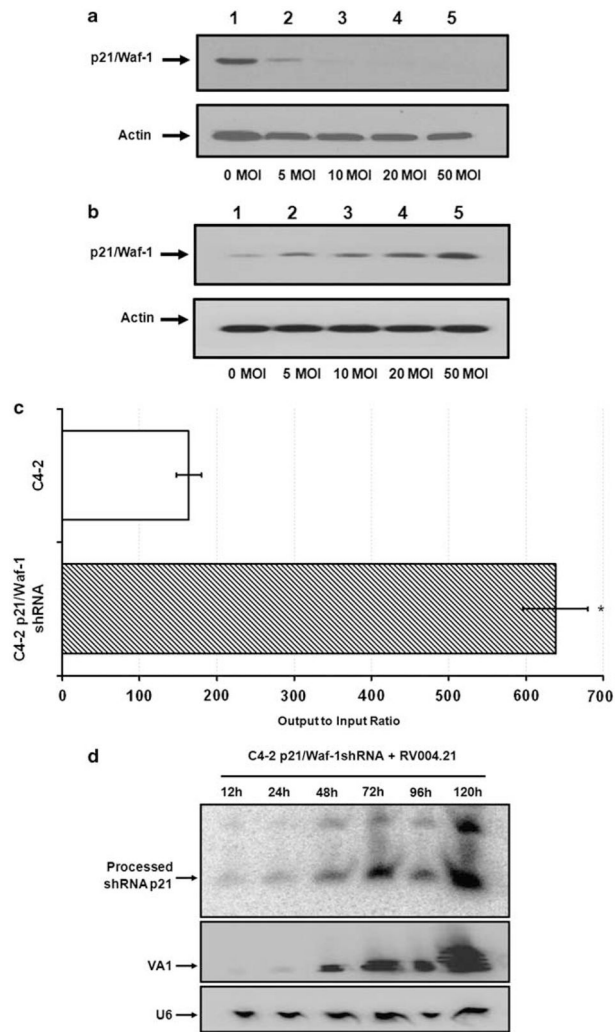 a
1 2 3 4 5
p21/Waf-1
Actin
0 MOI 5 MOI 10 MOI 20 MOI 50 MOI
b
1 2 3 4 5
p21/Waf-1
Actin
0 MOI 5 MOI 10 MOI 20 MOI 50 MOI
c
C4-2
C4-2 p21/Waf-1
shRNA
*
0 100 200 300 400 500 600 700
Output to Input Ratio
d
C4-2 p21/Waf-1shRNA + RV004.21
12h 24h 48h 72h 96h 120h
Processed
shRNA p21
VA1
U6